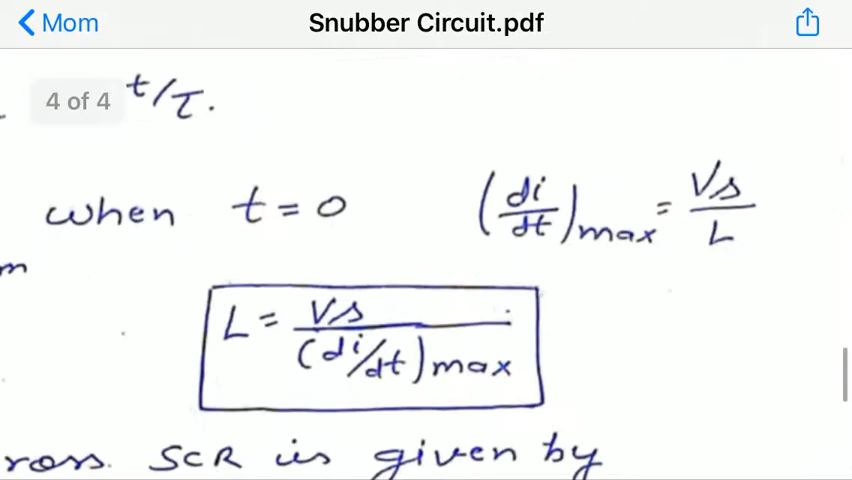 Mom
Snubber Circuit.pdf
4 of 4
t/τ.
when t = 0 (di/dt)max = Vs/L
L = Vs/(di/dt)max
ross. SCR is given by